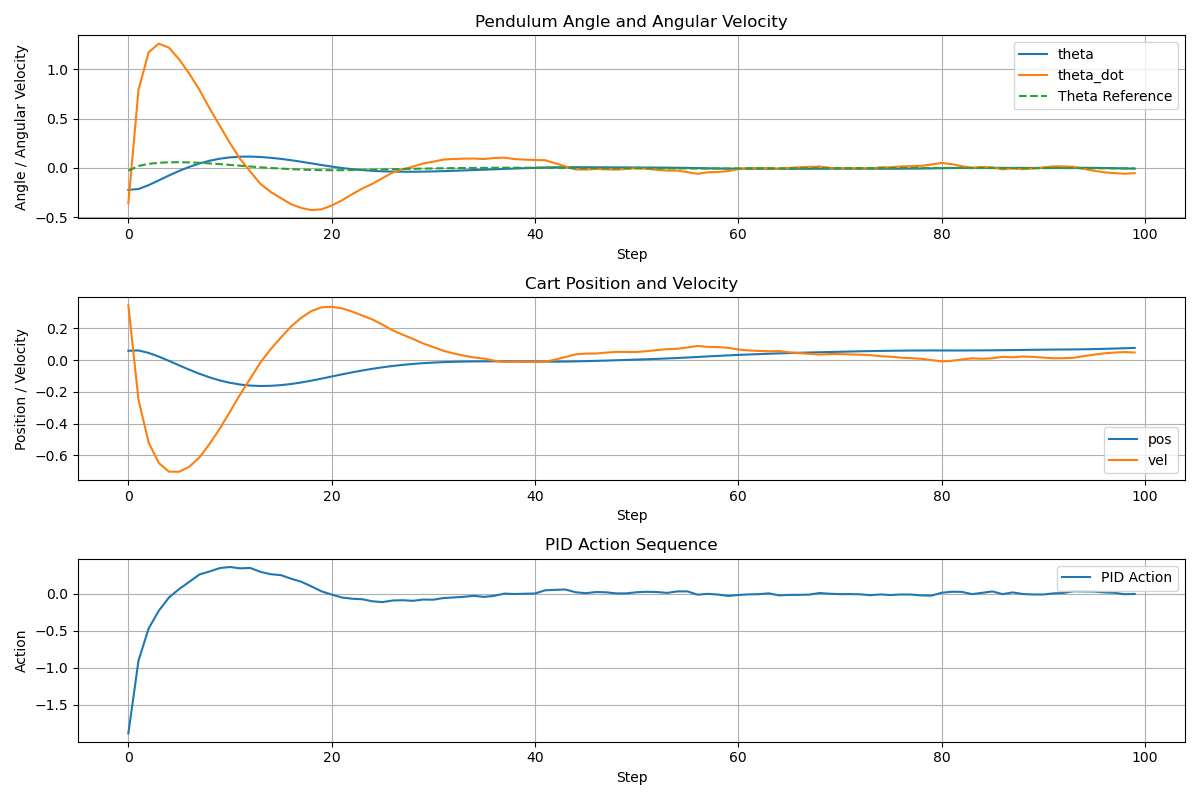 Pendulum Angle and Angular Velocity
Angle / Angular Velocity
1.0
0.5
0.0
−0.5
theta
theta_dot
Theta Reference
0 20 40 60 80 100
Step
Cart Position and Velocity
Position / Velocity
0.2
0.0
−0.2
−0.4
−0.6
pos
vel
0 20 40 60 80 100
Step
PID Action Sequence
Action
0.0
−0.5
−1.0
−1.5
PID Action
0 20 40 60 80 100
Step